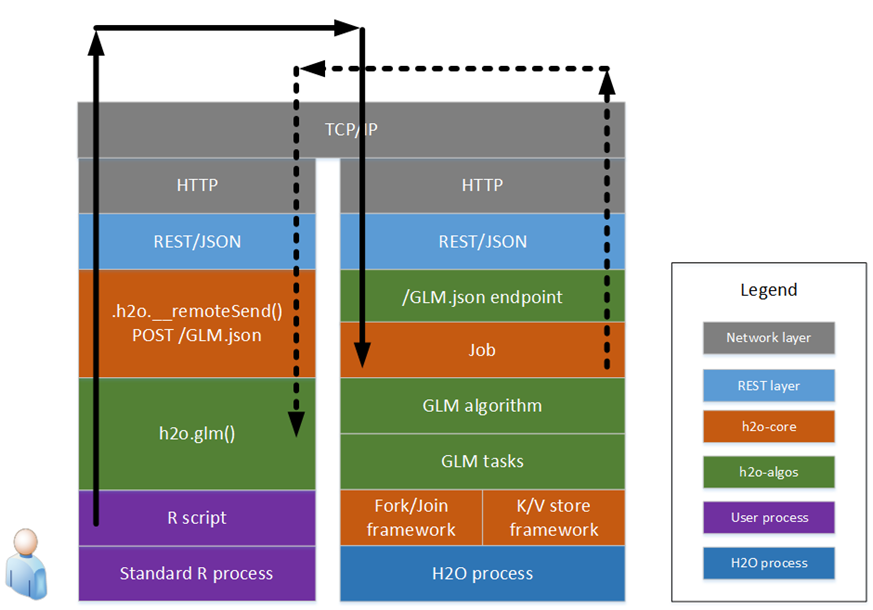 TCP/IP
HTTP
REST/JSON
.h2o.__remoteSend()
POST /GLM.json
h2o.glm()
R script
Standard R process
HTTP
REST/JSON
/GLM.json endpoint
Job
GLM algorithm
GLM tasks
Fork/Join
framework
K/V store
framework
H2O process
Legend
Network layer
REST layer
h2o-core
h2o-algos
User process
H2O process